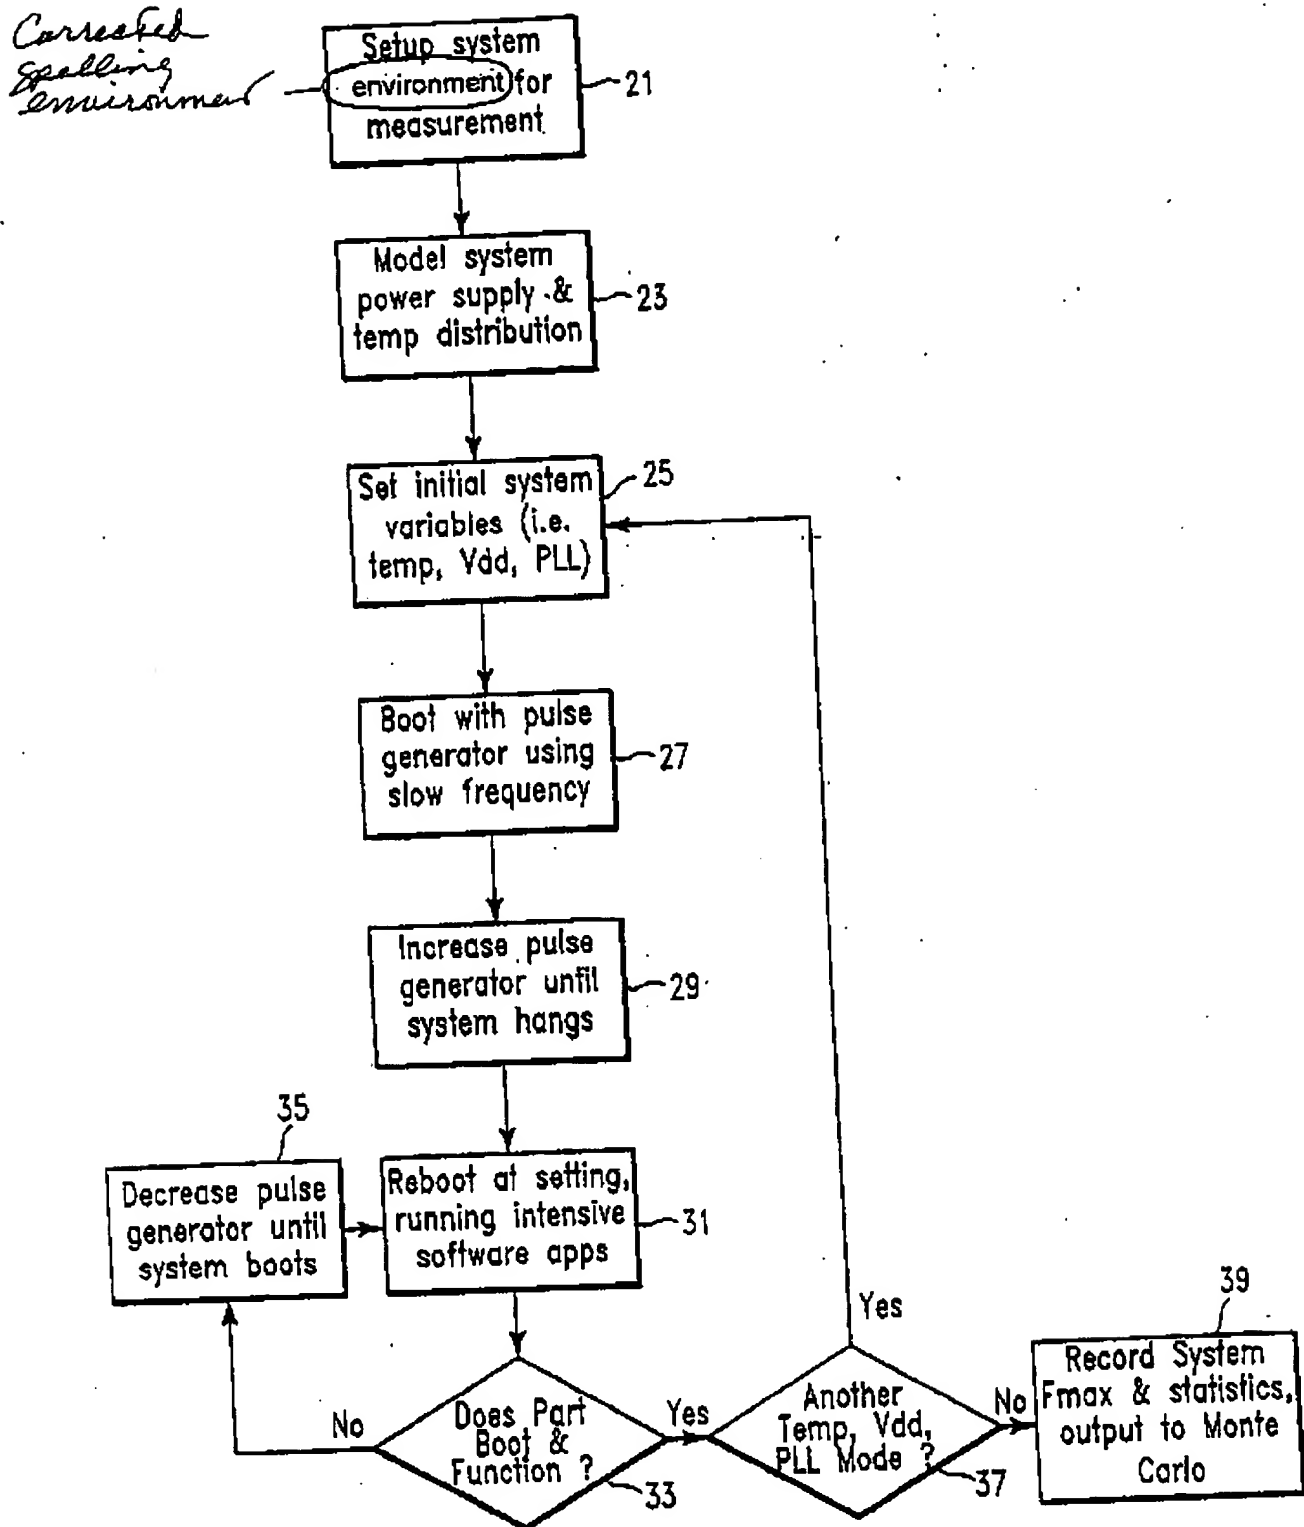 Corrected
spelling
environment
Setup system
environment for
measurement
21
Model system
power supply &
temp distribution
23
Set initial system
variables (i.e.
temp, Vdd, PLL)
25
Boot with pulse
generator using
slow frequency
27
Increase pulse
generator until
system hangs
29
35
Decrease pulse
generator until
system boots
Reboot at setting,
running intensive
software apps
31
Does Part
Boot &
Function ?
33
No
Yes
Another
Temp, Vdd,
PLL Mode ?
37
Yes
No
39
Record System
Fmax & statistics,
output to Monte
Carlo